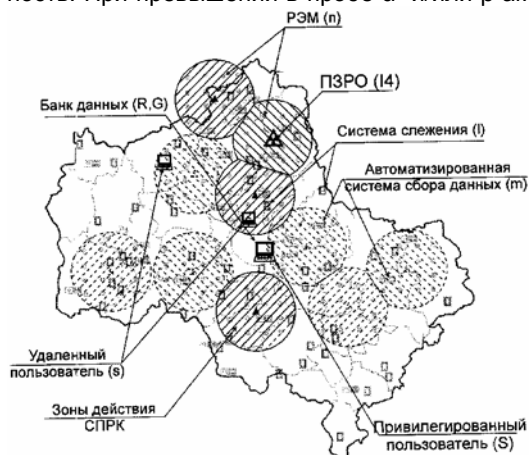 РЭМ (n)
ПЗРО (I4)
Банк данных (R,G)
Система слежения (l)
Автоматизированная
система сбора данных (m)
Удаленный
пользователь (s)
Зоны действия
СПРК
Привилегированный
пользователь (S)